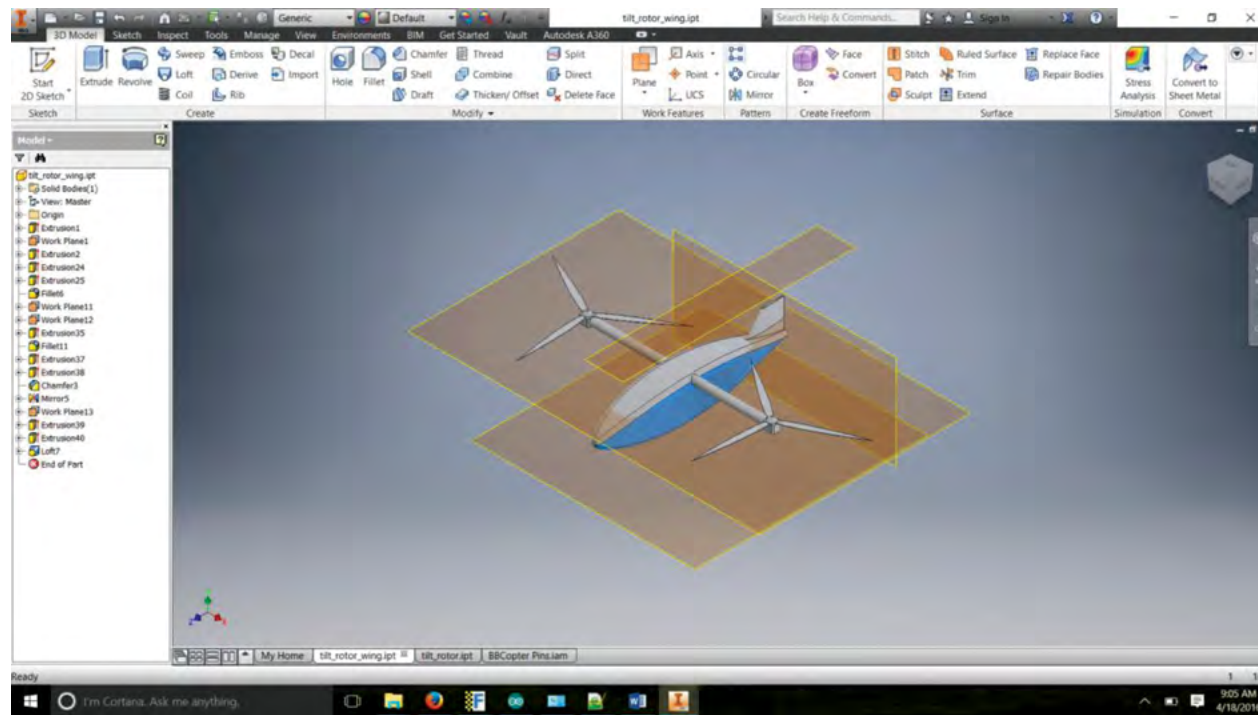 Generic Default tilt_rotor_wing.ipt Search Help & Commands... Sign In
3D Model Sketch Inspect Tools Manage View Environments BIM Get Started Vault Autodesk A360
Start 2D Sketch
Extrude Revolve
Sweep Emboss Decal
Loft Derive Import
Coil Rib
Hole Fillet
Chamfer Thread Split
Shell Combine Direct
Draft Thicken/ Offset Delete Face
Plane
Axis
Point
UCS
Circular
Mirror
Box
Face
Convert
Stitch Ruled Surface Replace Face
Patch Trim Repair Bodies
Sculpt Extend
Stress Analysis
Convert to Sheet Metal
Sketch Create Modify Work Features Pattern Create Freeform Surface Simulation Convert
Model
tilt_rotor_wing.ipt
Solid Bodies(1)
View: Master
Origin
Extrusion1
Work Plane1
Extrusion2
Extrusion24
Extrusion25
Fillet6
Work Plane11
Work Plane12
Extrusion35
Fillet11
Extrusion37
Extrusion38
Chamfer3
Mirror5
Work Plane13
Extrusion39
Extrusion40
Loft7
End of Part
My Home tilt_rotor_wing.ipt tilt_rotor.ipt BBCopter Pins.iam
Ready 1 1
I'm Cortana. Ask me anything.
9:05 AM